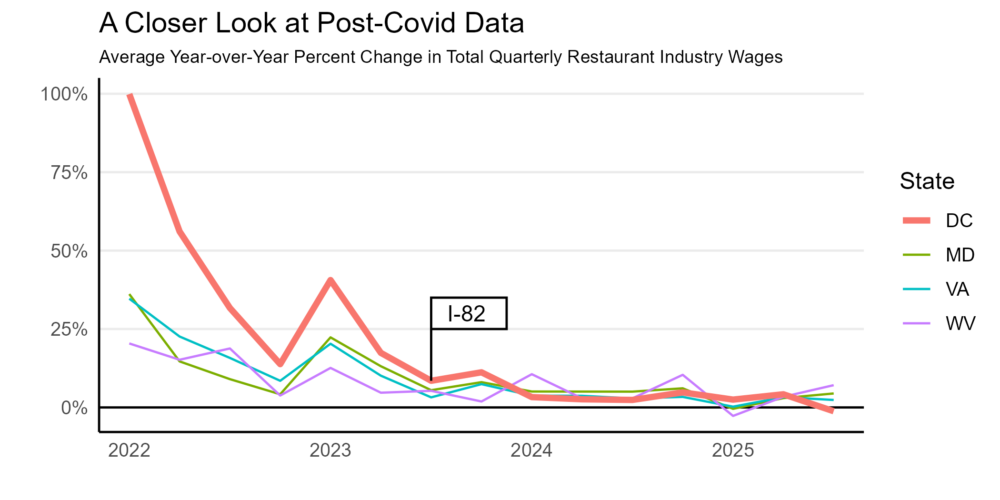 A Closer Look at Post-Covid Data
Average Year-over-Year Percent Change in Total Quarterly Restaurant Industry Wages
100%
75%
50%
25%
0%
I-82
2022
2023
2024
2025
State
DC
MD
VA
WV